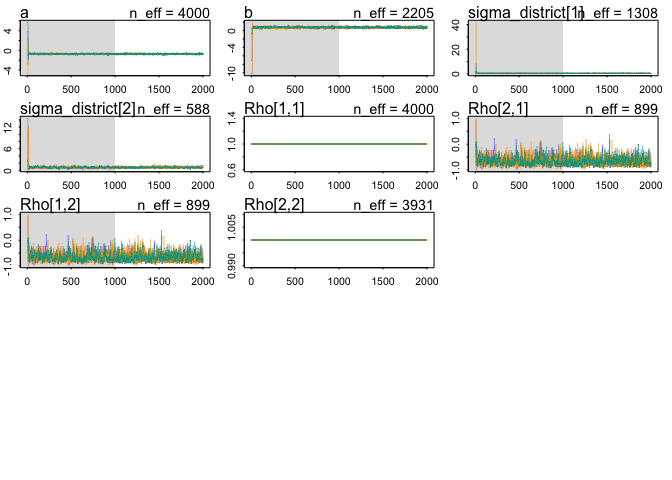 a n_eff = 4000
b n_eff = 2205
sigma_district[1] n_eff = 1308
-4 0 4
0 500 1000 1500 2000
-10 -4 0
0 500 1000 1500 2000
0 20 40
0 500 1000 1500 2000
sigma_district[2] n_eff = 588
Rho[1,1] n_eff = 4000
Rho[2,1] n_eff = 899
0 6 12
0 500 1000 1500 2000
0.6 1.0 1.4
0 500 1000 1500 2000
-1.0 0.0 1.0
0 500 1000 1500 2000
Rho[1,2] n_eff = 899
Rho[2,2] n_eff = 3931
-1.0 0.0 1.0
0 500 1000 1500 2000
0.990 1.005
0 500 1000 1500 2000